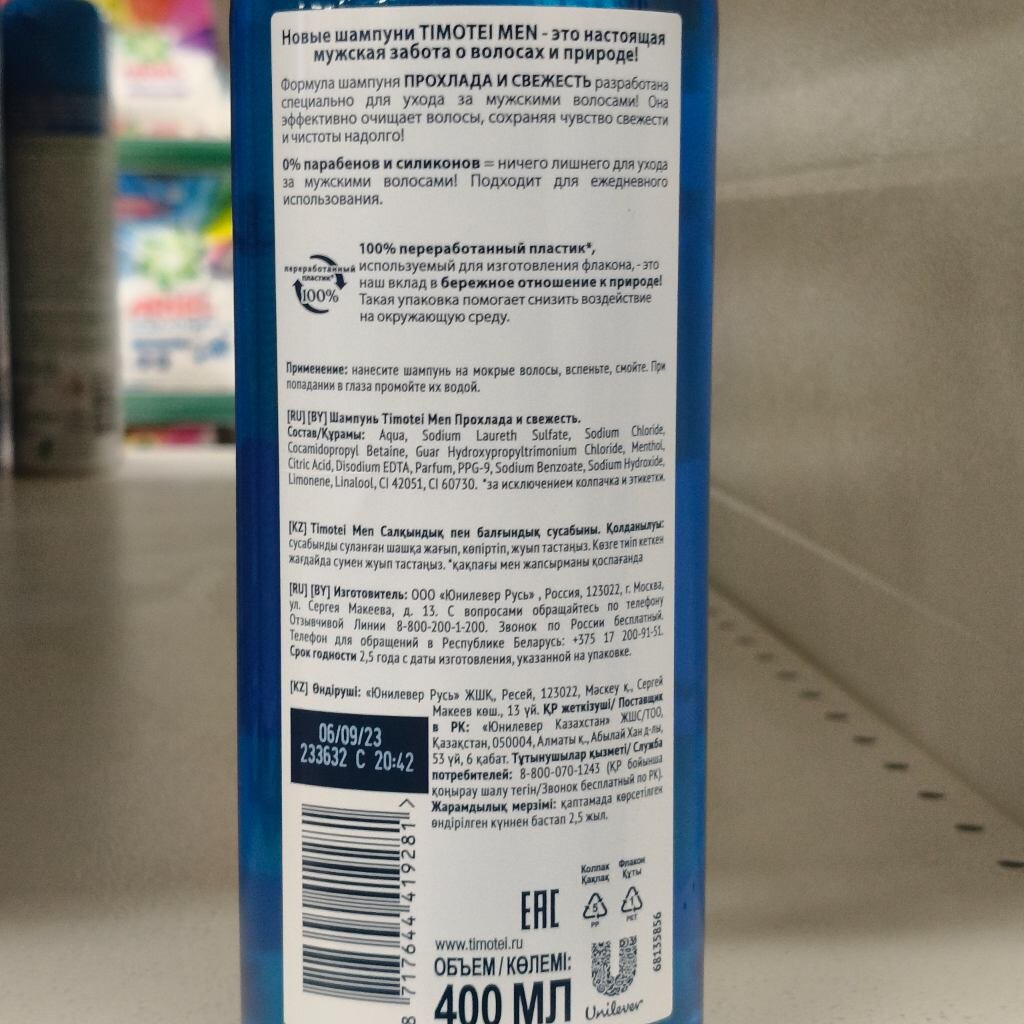 Новые шампуни TIMOTEI MEN - это настоящая
мужская забота о волосах и природе!
Формула шампуня ПРОХЛАДА И СВЕЖЕСТЬ разработана
специально для ухода за мужскими волосами! Она
эффективно очищает волосы, сохраняя чувство свежести
и чистоты надолго!
0% парабенов и силиконов = ничего лишнего для ухода
за мужскими волосами! Подходит для ежедневного
использования.
переработанный
пластик*
100%
100% переработанный пластик*,
используемый для изготовления флакона, - это
наш вклад в бережное отношение к природе!
Такая упаковка помогает снизить воздействие
на окружающую среду.
Применение: нанесите шампунь на мокрые волосы, вспеньте, смойте. При
попадании в глаза промойте их водой.
[RU] [BY] Шампунь Timotei Men Прохлада и свежесть.
Состав/Құрамы: Aqua, Sodium Laureth Sulfate, Sodium Chloride,
Cocamidopropyl Betaine, Guar Hydroxypropyltrimonium Chloride, Menthol,
Citric Acid, Disodium EDTA, Parfum, PPG-9, Sodium Benzoate, Sodium Hydroxide,
Limonene, Linalool, CI 42051, CI 60730. *за исключением колпачка и этикетки.
[KZ] Timotei Men Салқындық пен балғындық сусабыны. Қолданылуы:
сусабынды суланған шашқа жағып, көпіртіп, жуып тастаңыз. Көзге тиіп кеткен
жағдайда сумен жуып тастаңыз. *қақпағы мен жапсырманы қоспағанда
[RU] [BY] Изготовитель: ООО «Юнилевер Русь» , Россия, 123022, г. Москва,
ул. Сергея Макеева, д. 13. С вопросами обращайтесь по телефону
Отзывчивой Линии 8-800-200-1-200. Звонок по России бесплатный.
Телефон для обращений в Республике Беларусь: +375 17 200-91-51.
Срок годности 2,5 года с даты изготовления, указанной на упаковке.
[KZ] Өндіруші: «Юнилевер Русь» ЖШҚ, Ресей, 123022, Мәскеу қ., Сергей
Макеев көш., 13 үй. ҚР жеткізуші/ Поставщик
в РК: «Юнилевер Казахстан» ЖШС/ТОО,
Қазақстан, 050004, Алматы қ., Абылай Хан д-лы,
53 үй, 6 қабат. Тұтынушылар қызметі/ Служба
потребителей: 8-800-070-1243 (ҚР бойынша
қоңырау шалу тегін/Звонок бесплатный по РК).
Жарамдылық мерзімі: қаптамада көрсетілген
өндірілген күннен бастап 2,5 жыл.
06/09/23
233632 C 20:42
8 717644 419281 >
Колпак
Қақпақ
Флакон
Құты
EAC
5
PP
1
PET
68135856
www.timotei.ru
ОБЪЕМ / КӨЛЕМІ:
400 МЛ
Unilever